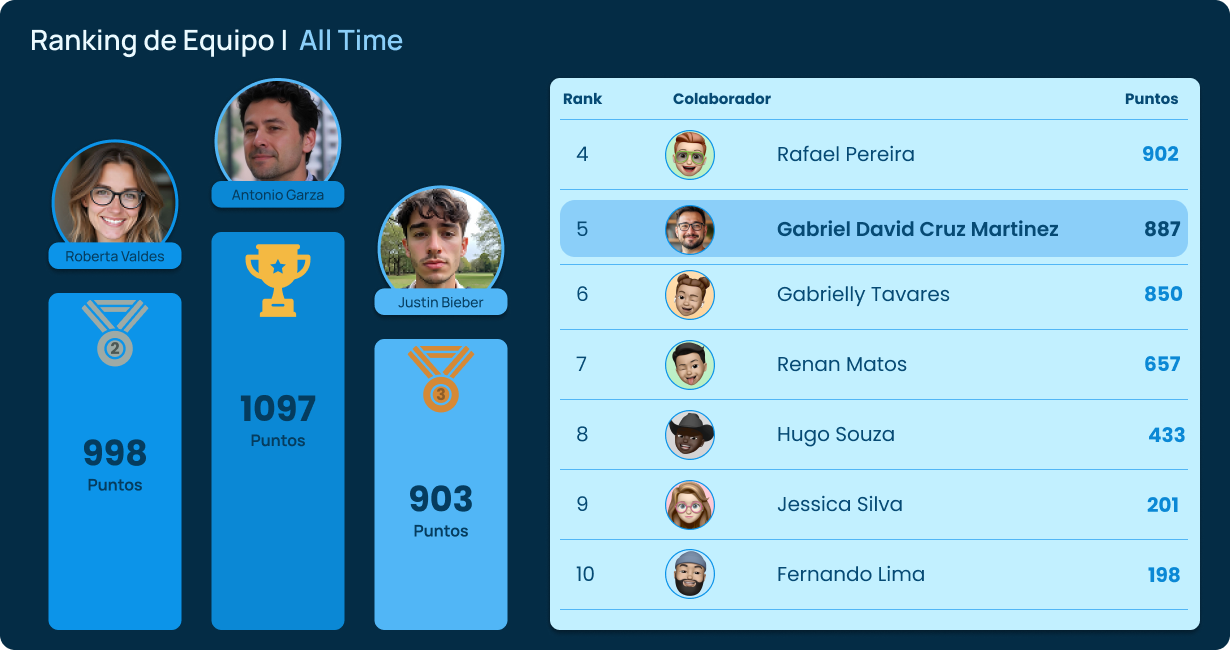 Ranking de Equipo | All Time
Roberta Valdes
2
998
Puntos
Antonio Garza
1097
Puntos
Justin Bieber
3
903
Puntos
Rank Colaborador Puntos
4 Rafael Pereira 902
5 Gabriel David Cruz Martinez 887
6 Gabrielly Tavares 850
7 Renan Matos 657
8 Hugo Souza 433
9 Jessica Silva 201
10 Fernando Lima 198